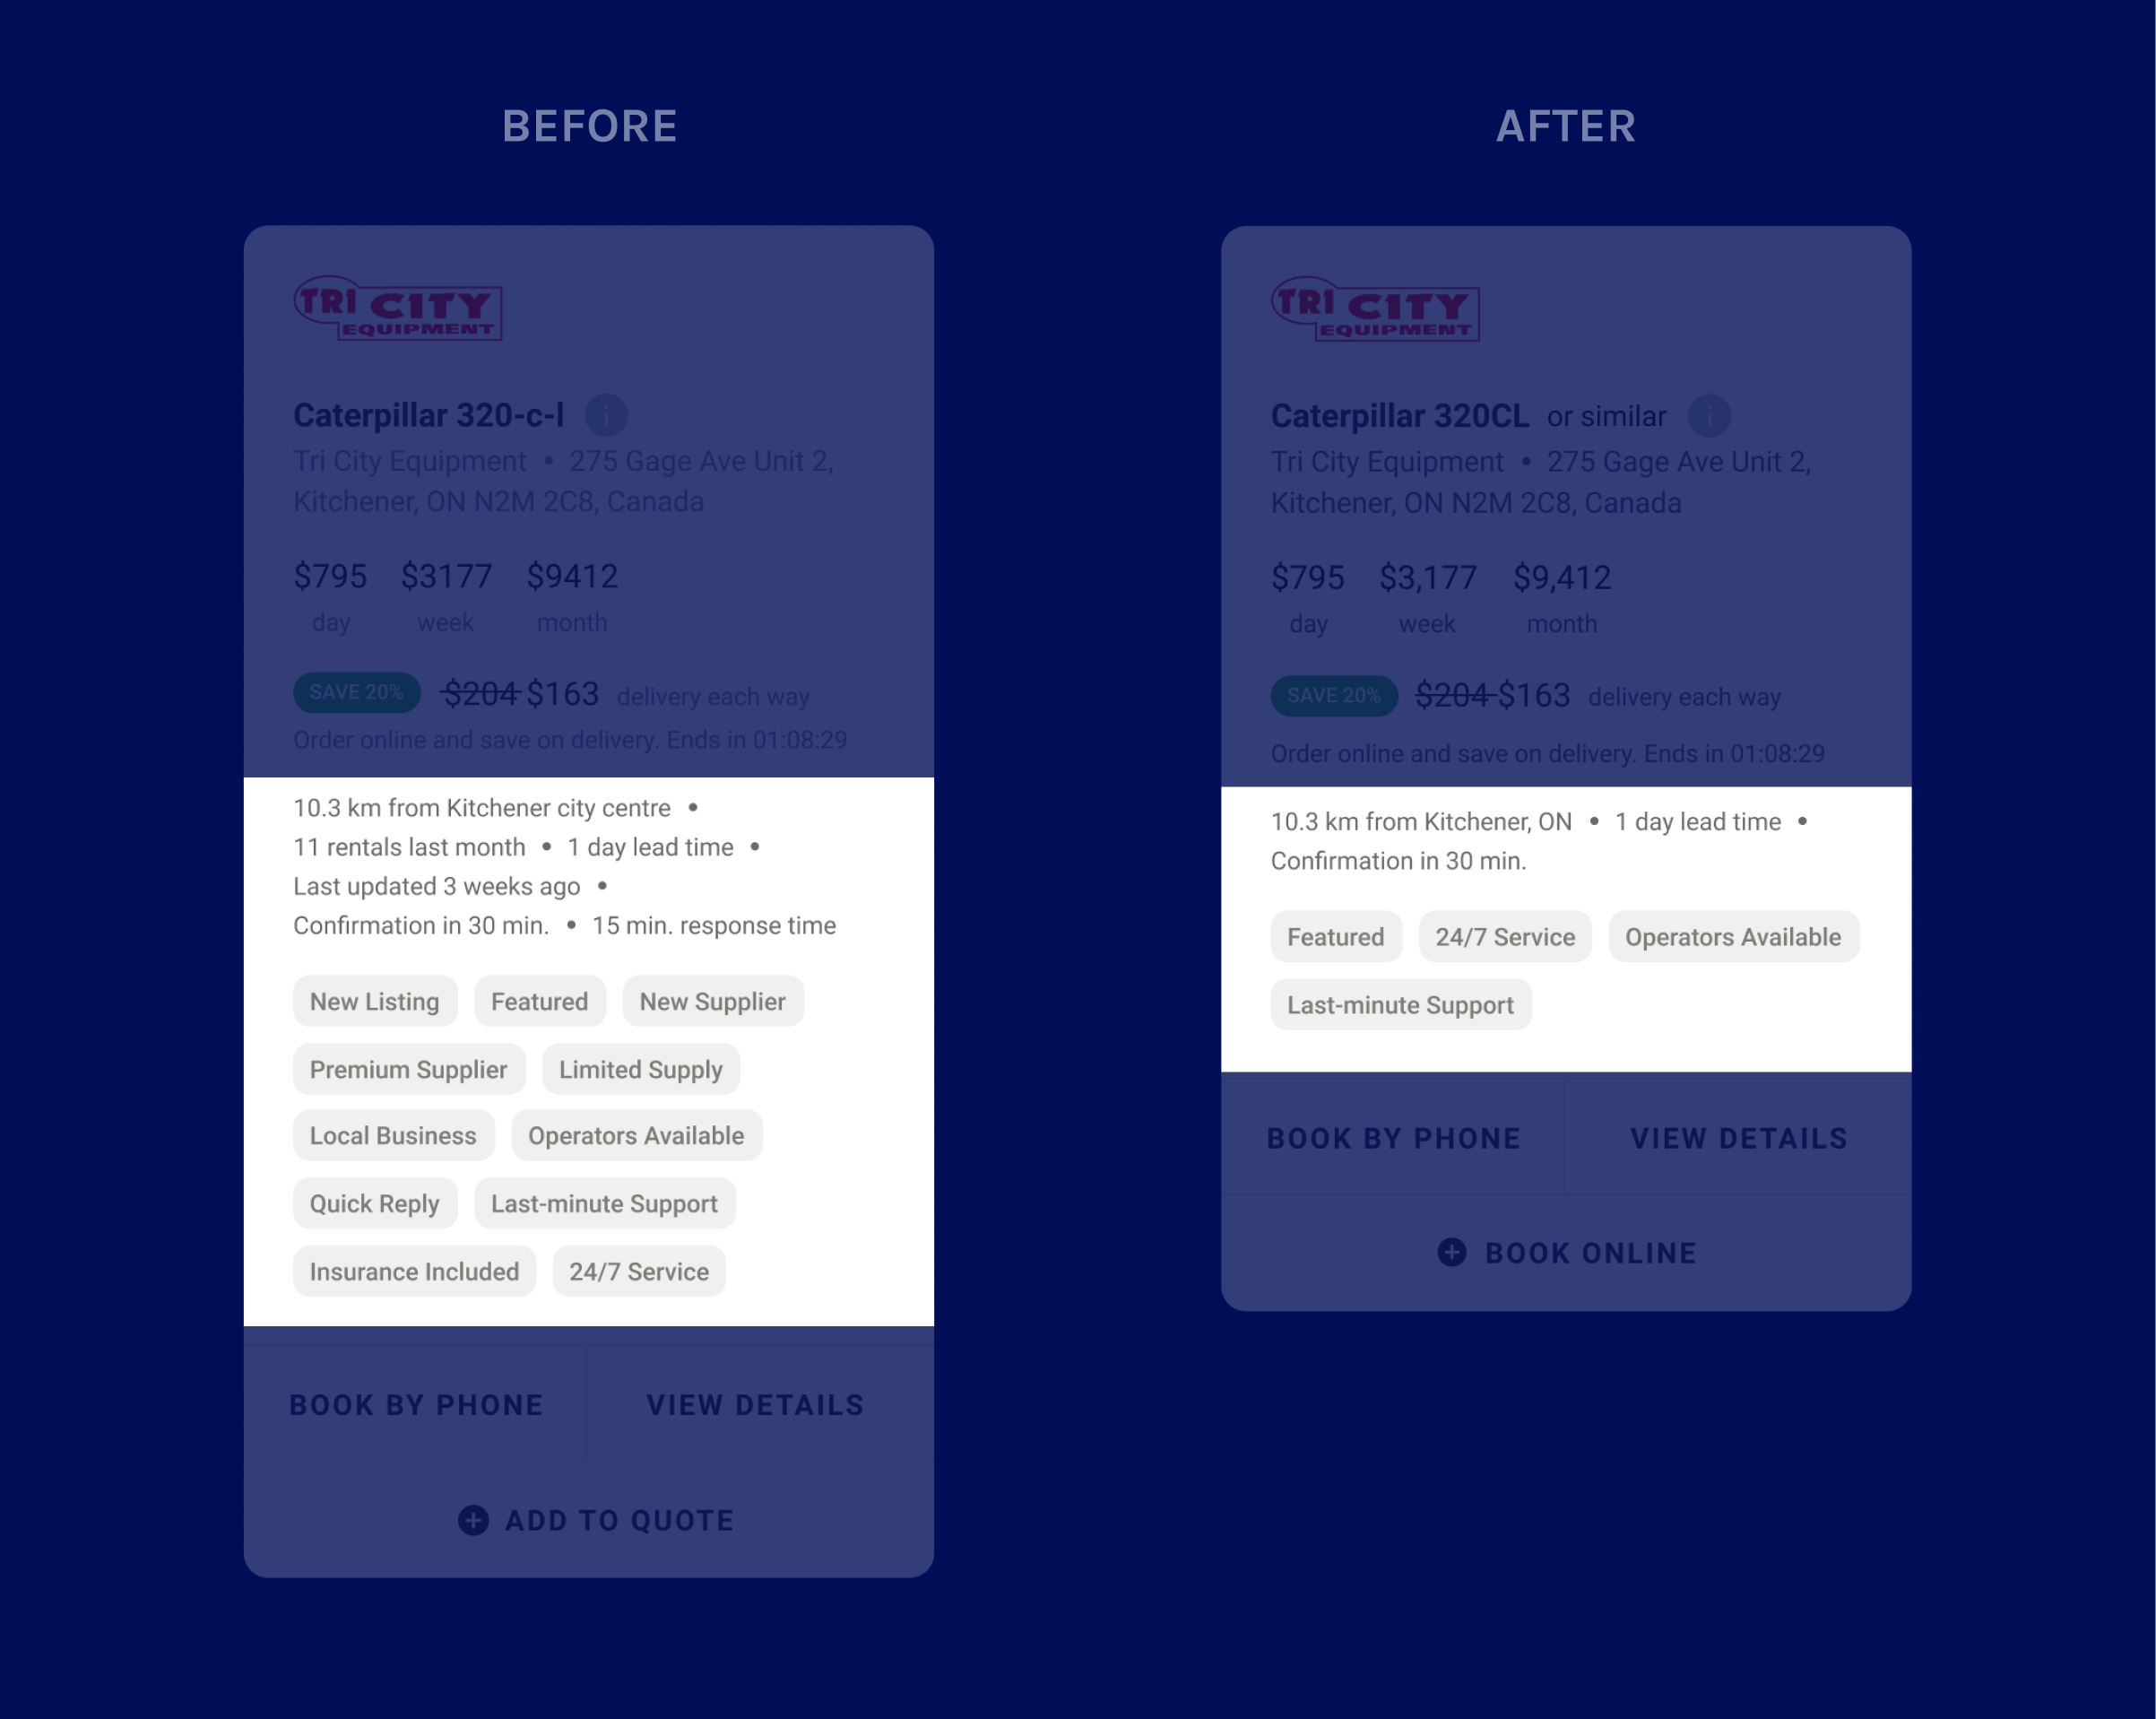 BEFORE
TRI CITY
EQUIPMENT
Caterpillar 320-c-l i
Tri City Equipment • 275 Gage Ave Unit 2,
Kitchener, ON N2M 2C8, Canada
$795 $3177 $9412
day week month
SAVE 20% $204 $163 delivery each way
Order online and save on delivery. Ends in 01:08:29
10.3 km from Kitchener city centre •
11 rentals last month • 1 day lead time •
Last updated 3 weeks ago •
Confirmation in 30 min. • 15 min. response time
New Listing Featured New Supplier
Premium Supplier Limited Supply
Local Business Operators Available
Quick Reply Last-minute Support
Insurance Included 24/7 Service
BOOK BY PHONE VIEW DETAILS
ADD TO QUOTE
AFTER
TRI CITY
EQUIPMENT
Caterpillar 320CL or similar i
Tri City Equipment • 275 Gage Ave Unit 2,
Kitchener, ON N2M 2C8, Canada
$795 $3,177 $9,412
day week month
SAVE 20% $204 $163 delivery each way
Order online and save on delivery. Ends in 01:08:29
10.3 km from Kitchener, ON • 1 day lead time •
Confirmation in 30 min.
Featured 24/7 Service Operators Available
Last-minute Support
BOOK BY PHONE VIEW DETAILS
BOOK ONLINE